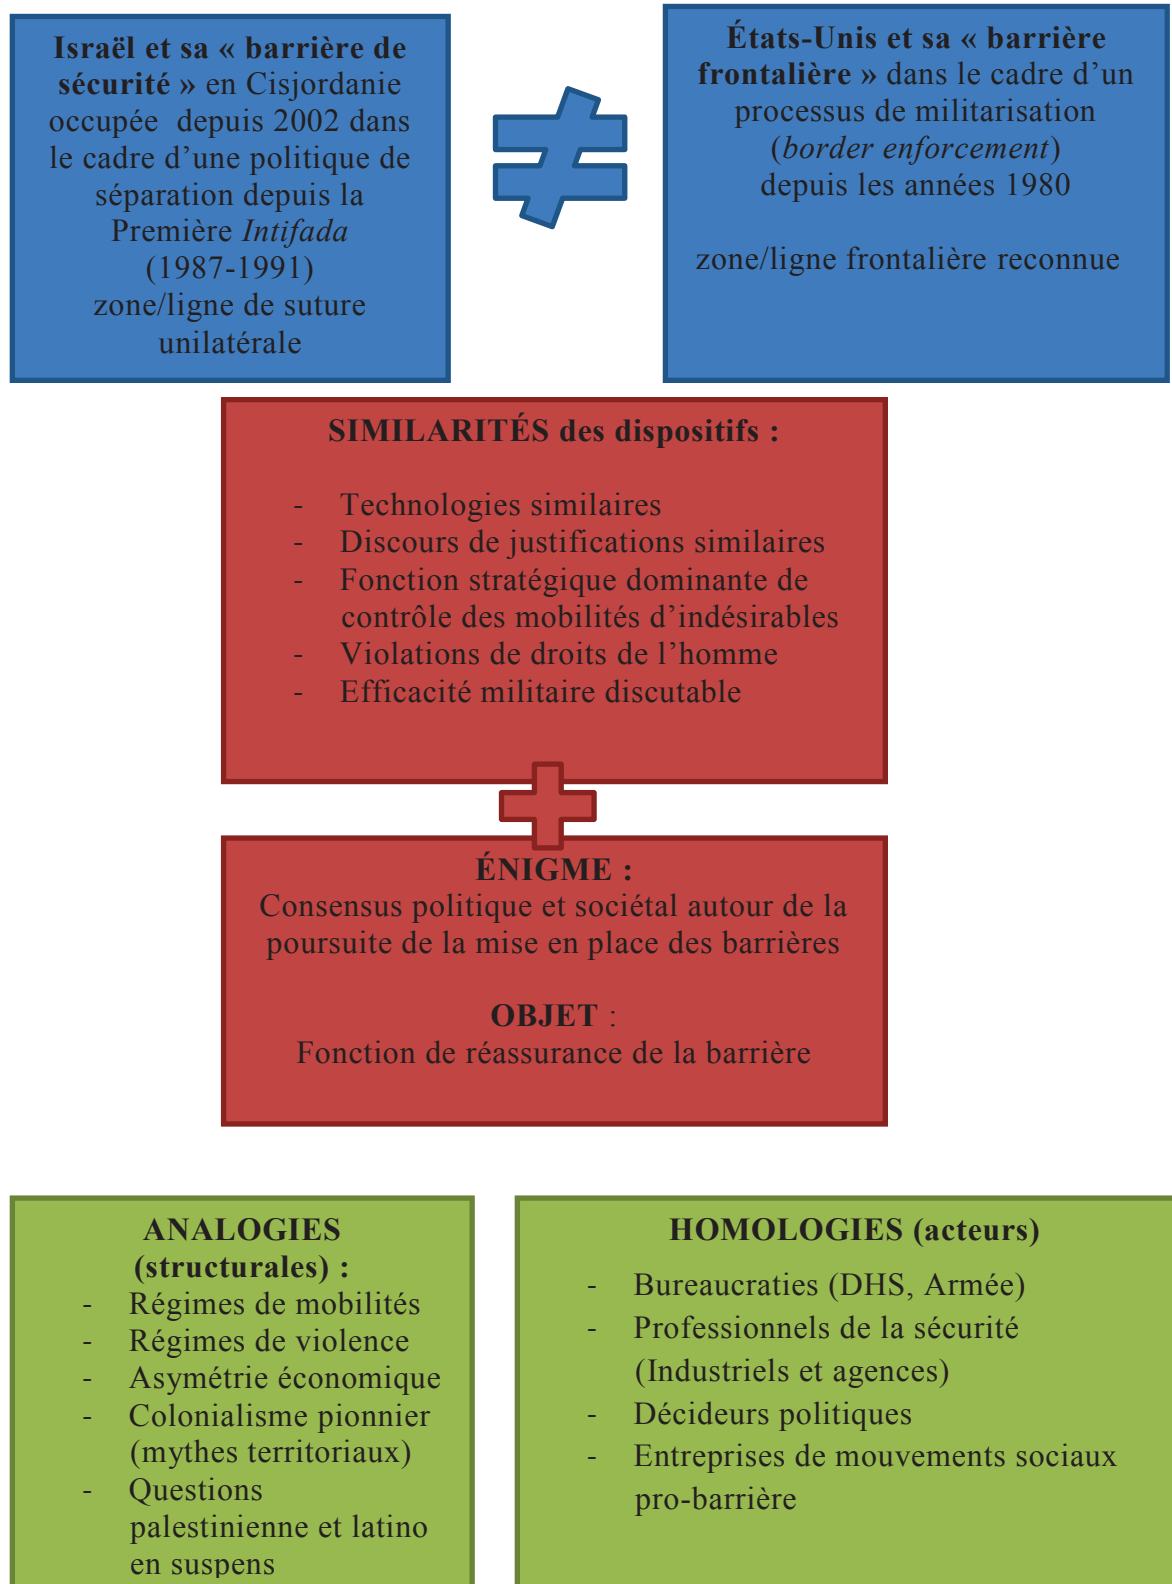 Israël et sa « barrière de
sécurité » en Cisjordanie
occupée depuis 2002 dans
le cadre d’une politique de
séparation depuis la
Première Intifada
(1987-1991)
zone/ligne de suture
unilatérale
États-Unis et sa « barrière
frontalière » dans le cadre d’un
processus de militarisation
(border enforcement)
depuis les années 1980
zone/ligne frontalière reconnue
SIMILARITÉS des dispositifs :
- Technologies similaires
- Discours de justifications similaires
- Fonction stratégique dominante de
contrôle des mobilités d’indésirables
- Violations de droits de l’homme
- Efficacité militaire discutable
ÉNIGME :
Consensus politique et sociétal autour de la
poursuite de la mise en place des barrières
OBJET :
Fonction de réassurance de la barrière
ANALOGIES
(structurales) :
- Régimes de mobilités
- Régimes de violence
- Asymétrie économique
- Colonialisme pionnier
(mythes territoriaux)
- Questions
palestinienne et latino
en suspens
HOMOLOGIES (acteurs)
- Bureaucraties (DHS, Armée)
- Professionnels de la sécurité
(Industriels et agences)
- Décideurs politiques
- Entreprises de mouvements sociaux
pro-barrière